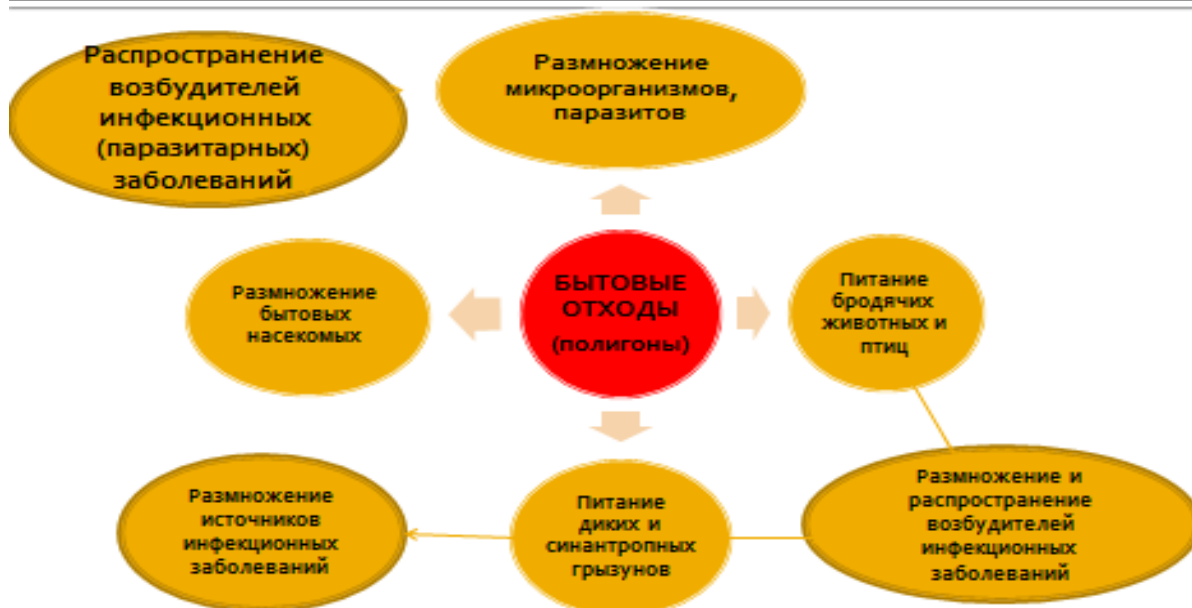 Распространение
возбудителей
инфекционных
(паразитарных)
заболеваний
Размножение
микроорганизмов,
паразитов
Размножение
бытовых
насекомых
БЫТОВЫЕ
ОТХОДЫ
(полигоны)
Питание
бродячих
животных и
птиц
Размножение
источников
инфекционных
заболеваний
Питание
диких и
синантропных
грызунов
Размножение и
распространение
возбудителей
инфекционных
заболеваний